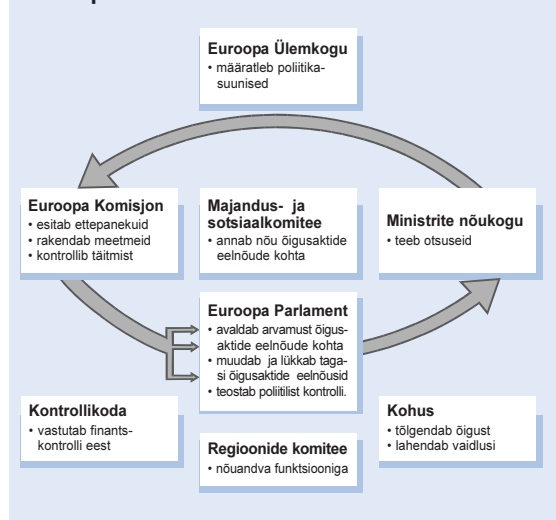 Euroopa Ülemkogu
• määratleb poliitika-
suunised
Euroopa Komisjon
• esitab ettepanekuid
• rakendab meetmeid
• kontrollib täitmist
Majandus- ja
sotsiaalkomitee
• annab nõu õigusaktide
eelnõude kohta
Ministrite nõukogu
• teeb otsuseid
Euroopa Parlament
• avaldab arvamust õigus-
aktide eelnõude kohta
• muudab ja lükkab taga-
si õigusaktide eelnõusid
• teostab poliitilist kontrolli.
Kontrollikoda
• vastutab finants-
kontrolli eest
Regioonide komitee
• nõuandva funktsiooniga
Kohus
• tõlgendab õigust
• lahendab vaidlusi